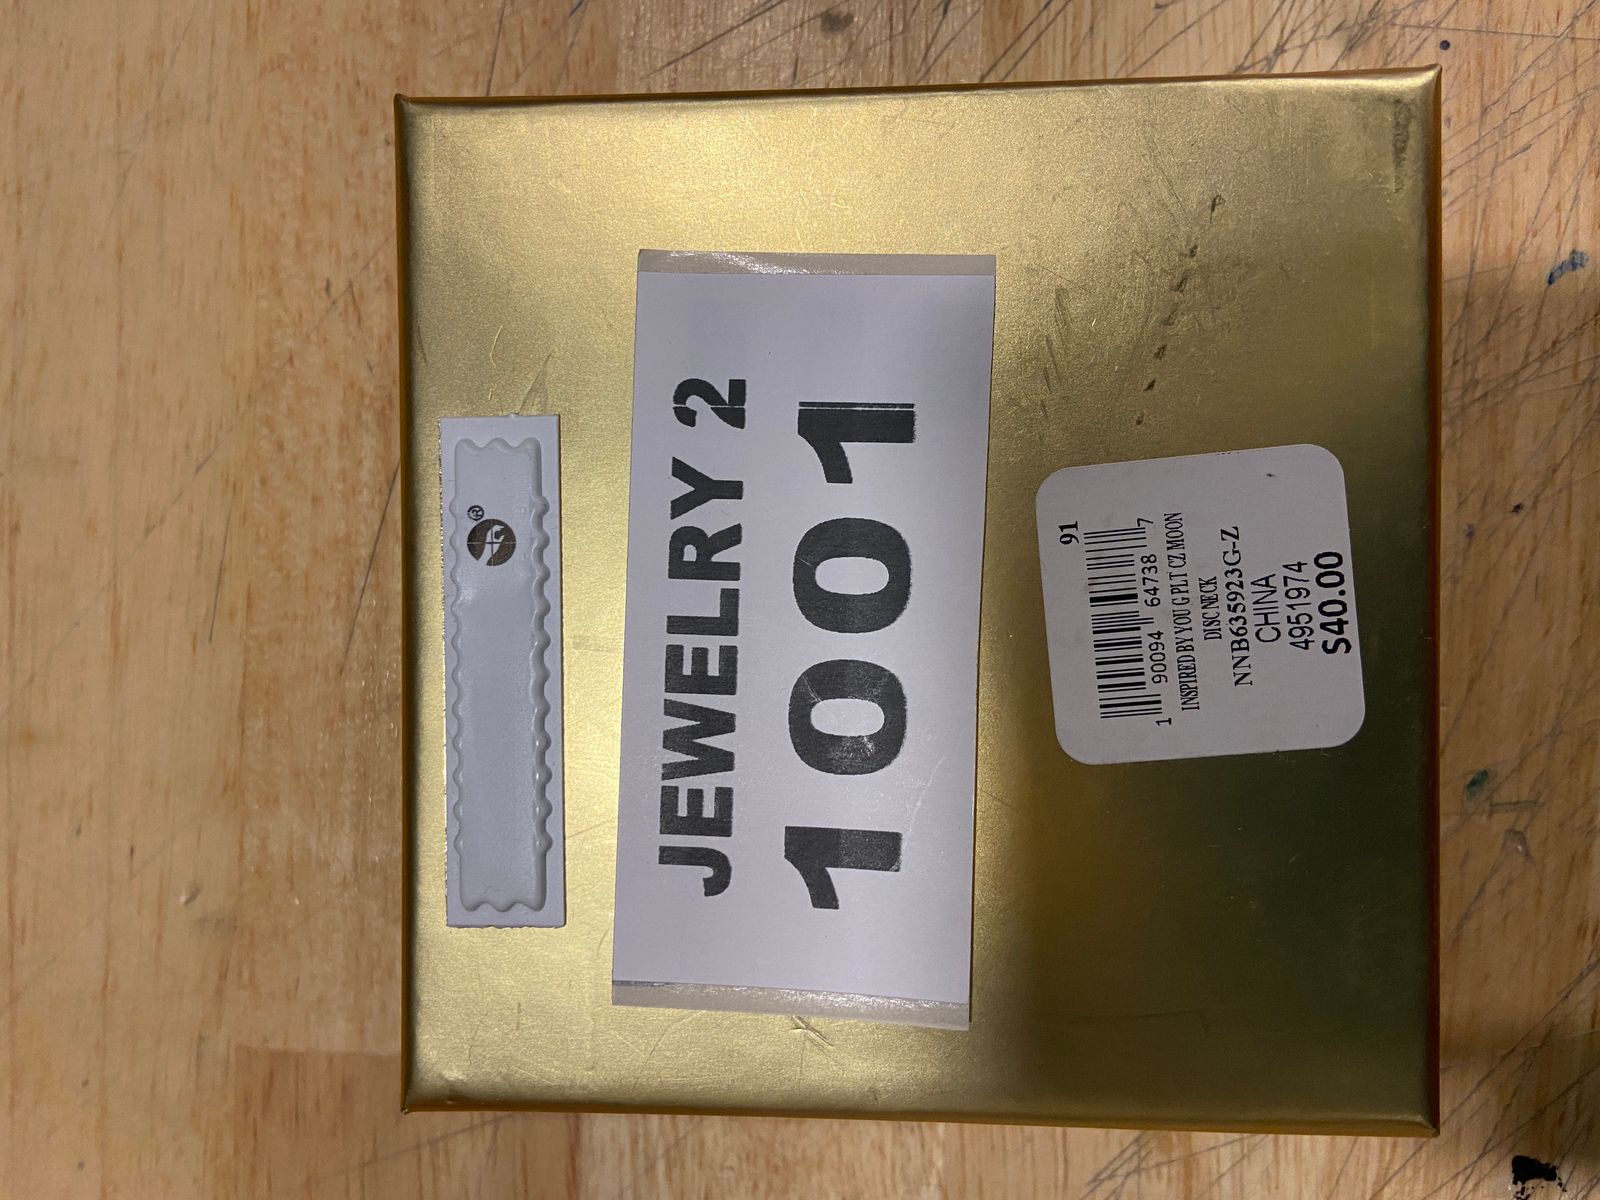 ®
JEWELRY 2
1001
91
1 90094 64738 7
INSPIRED BY YOU G PLT CZ MOON
DISC NECK
NNB635923G-Z
CHINA
4951974
$40.00